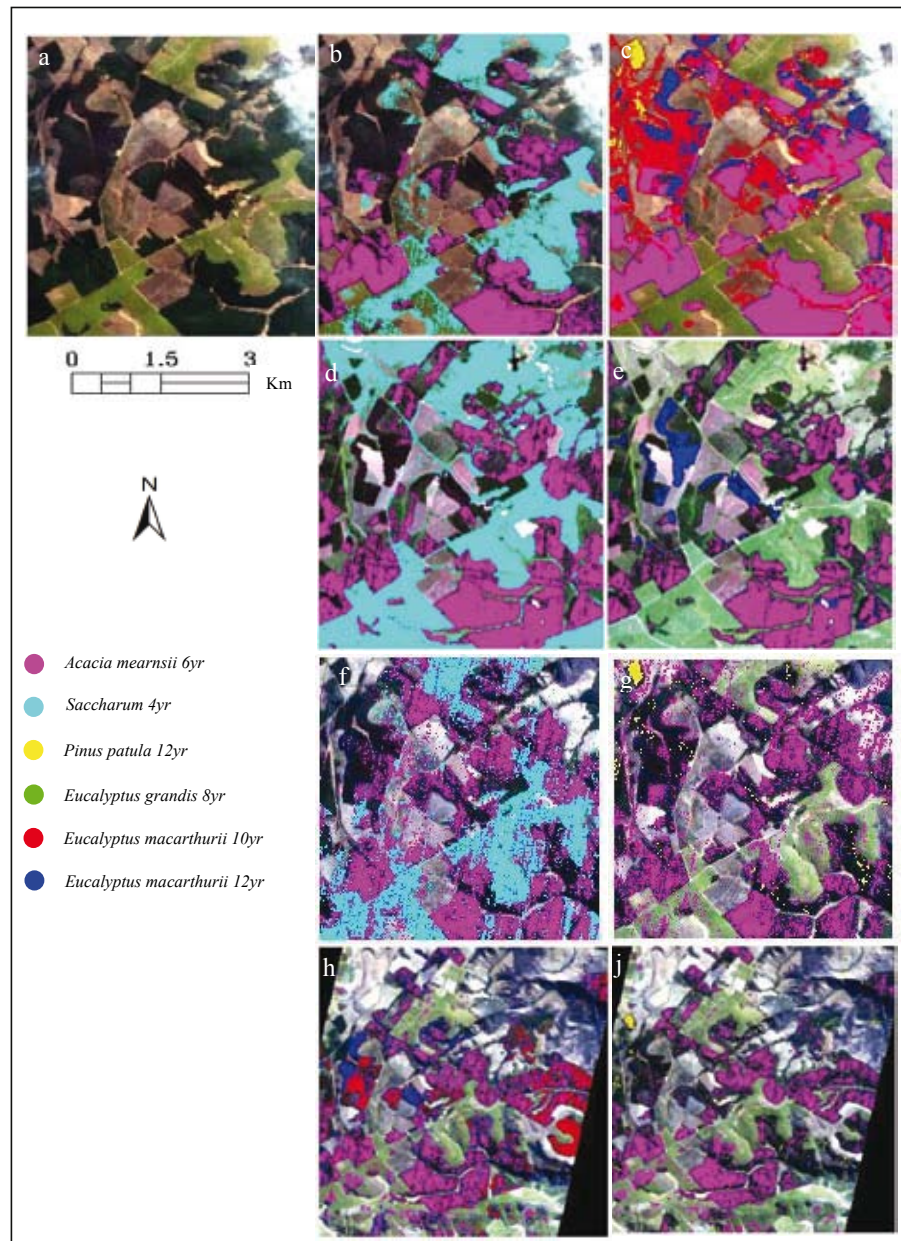 a
b
c
0 1.5 3
Km
d
e
N
Acacia mearnsii 6yr
Saccharum 4yr
Pinus patula 12yr
Eucalyptus grandis 8yr
Eucalyptus macarthurii 10yr
Eucalyptus macarthurii 12yr
f
g
h
j